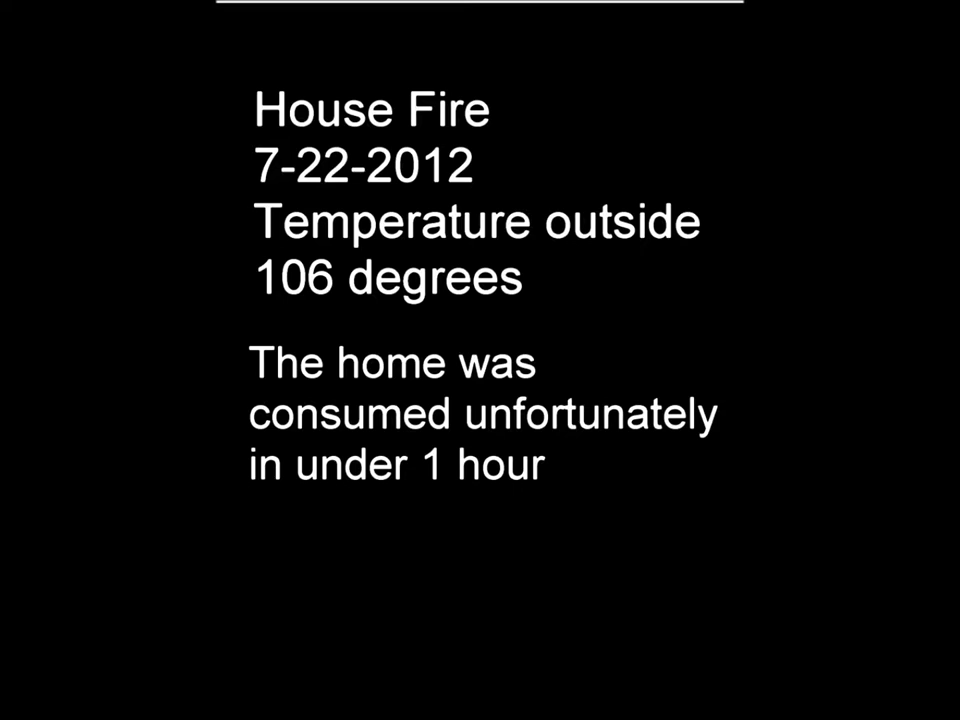 House Fire
7-22-2012
Temperature outside
106 degrees
The home was
consumed unfortunately
in under 1 hour